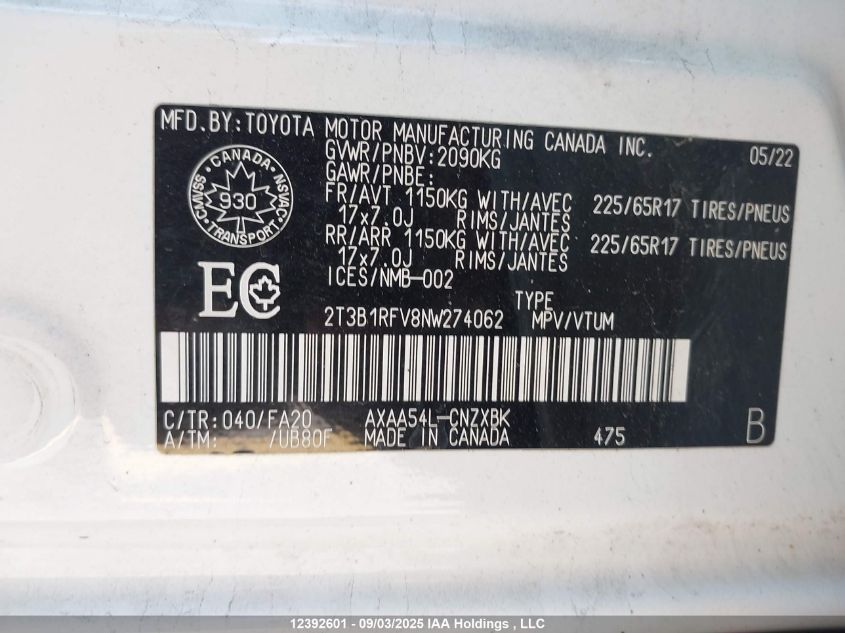 MFD.BY:TOYOTA MOTOR MANUFACTURING CANADA INC. 05/22
GVWR/PNBV:2090KG
GAWR/PNBE:
FR/AVT 1150KG WITH/AVEC 225/65R17 TIRES/PNEUS
17x7.0J RIMS/JANTES
RR/ARR 1150KG WITH/AVEC 225/65R17 TIRES/PNEUS
17x7.0J RIMS/JANTES
ICES/NMB-002
CANADA
CMVSS
930
NSVAC
TRANSPORT
EC
TYPE
2T3B1RFV8NW274062 MPV/VTUM
C/TR:040/FA20 AXAA54L-CNZXBK
A/TM: /UB80F MADE IN CANADA 475 B
12392601 - 09/03/2025 IAA Holdings , LLC